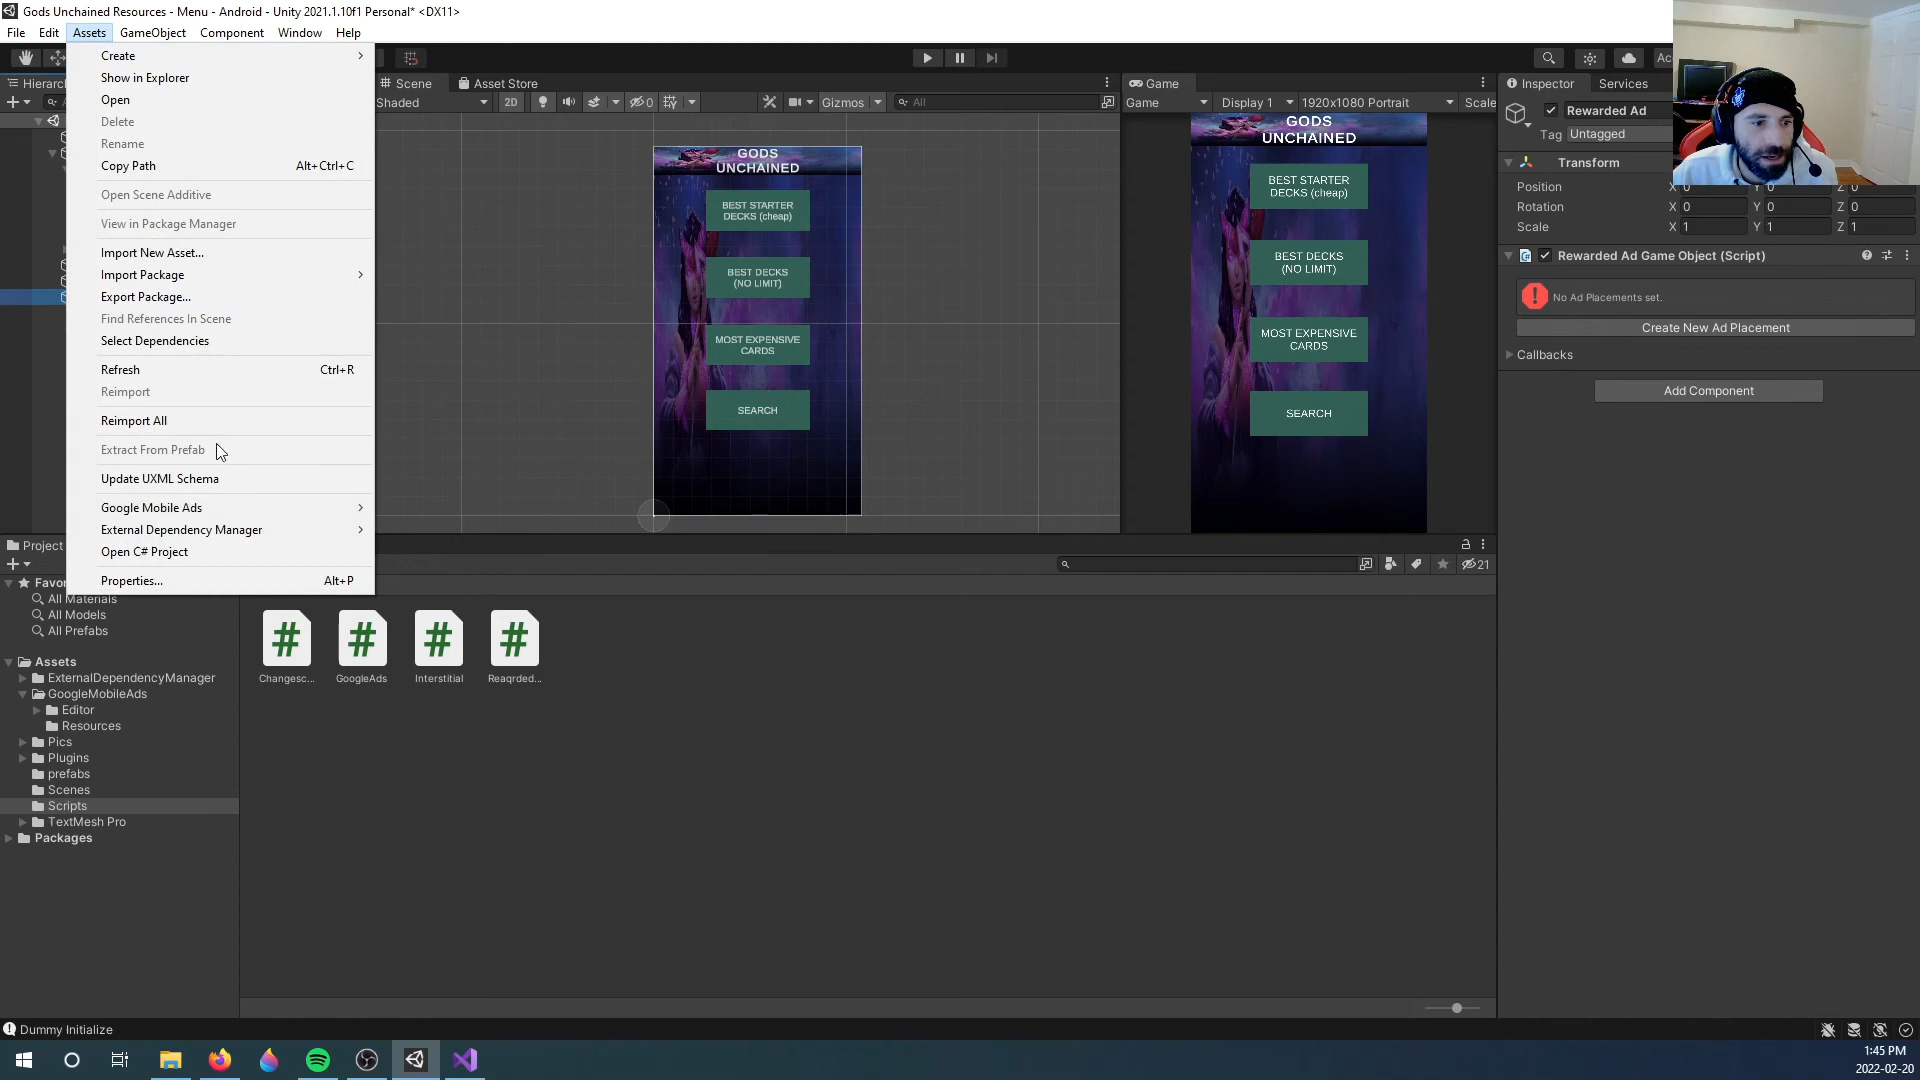 Gods Unchained Resources - Menu - Android - Unity 2021.1.10f1 Personal* <DX11>
File Edit Assets GameObject Component Window Help
Create
Show in Explorer
Open
Delete
Rename
Copy Path Alt+Ctrl+C
Open Scene Additive
View in Package Manager
Import New Asset...
Import Package
Export Package...
Find References In Scene
Select Dependencies
Refresh Ctrl+R
Reimport
Reimport All
Extract From Prefab
Update UXML Schema
Google Mobile Ads
External Dependency Manager
Open C# Project
Properties... Alt+P
Hierarch
Scene Asset Store
Shaded 2D 0 Gizmos All
GODS
UNCHAINED
BEST STARTER
DECKS (cheap)
BEST DECKS
(NO LIMIT)
MOST EXPENSIVE
CARDS
SEARCH
Game
Game Display 1 1920x1080 Portrait Scale
GODS
UNCHAINED
BEST STARTER
DECKS (cheap)
BEST DECKS
(NO LIMIT)
MOST EXPENSIVE
CARDS
SEARCH
Ac
Inspector Services
Rewarded Ad
Tag Untagged
Transform
Position X 0 Y 0 Z 0
Rotation X 0 Y 0 Z 0
Scale X 1 Y 1 Z 1
Rewarded Ad Game Object (Script)
No Ad Placements set.
Create New Ad Placement
Callbacks
Add Component
Project
21
Favor
All Materials
All Models
All Prefabs
Assets
ExternalDependencyManager
GoogleMobileAds
Editor
Resources
Pics
Plugins
prefabs
Scenes
Scripts
TextMesh Pro
Packages
# # # #
Changesc... GoogleAds Interstitial Reaqrded...
Dummy Initialize
1:45 PM
2022-02-20